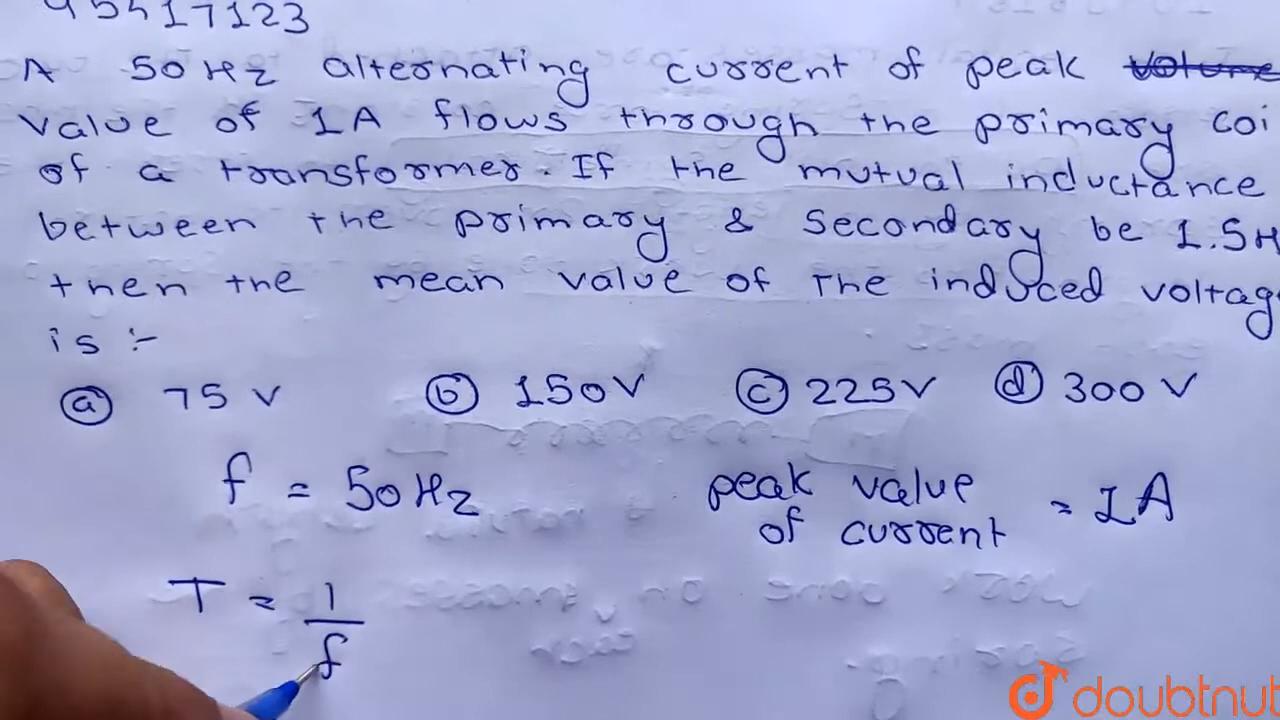 45417123
A 50 Hz alternating current of peak volume
value of 1A flows through the primary coi
of a transformer. If the mutual inductance
between the primary & secondary be 1.5H
then the mean value of The induced voltag
is :-
(a) 75 V (b) 150V (c) 225V (d) 300 V
f = 50 Hz peak value of current = 1A
T = 1/f
doubtnut